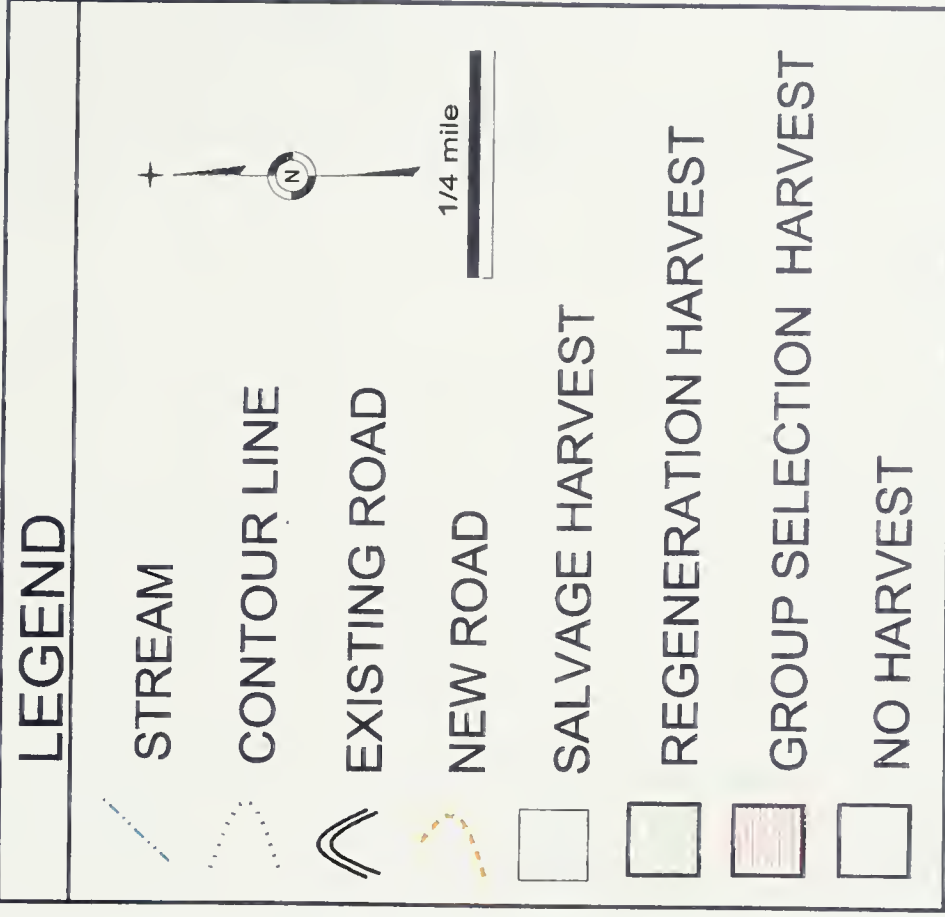 LEGEND
STREAM
CONTOUR LINE
EXISTING ROAD
NEW ROAD
SALVAGE HARVEST
REGENERATION HARVEST
GROUP SELECTION HARVEST
NO HARVEST
N
1/4 mile